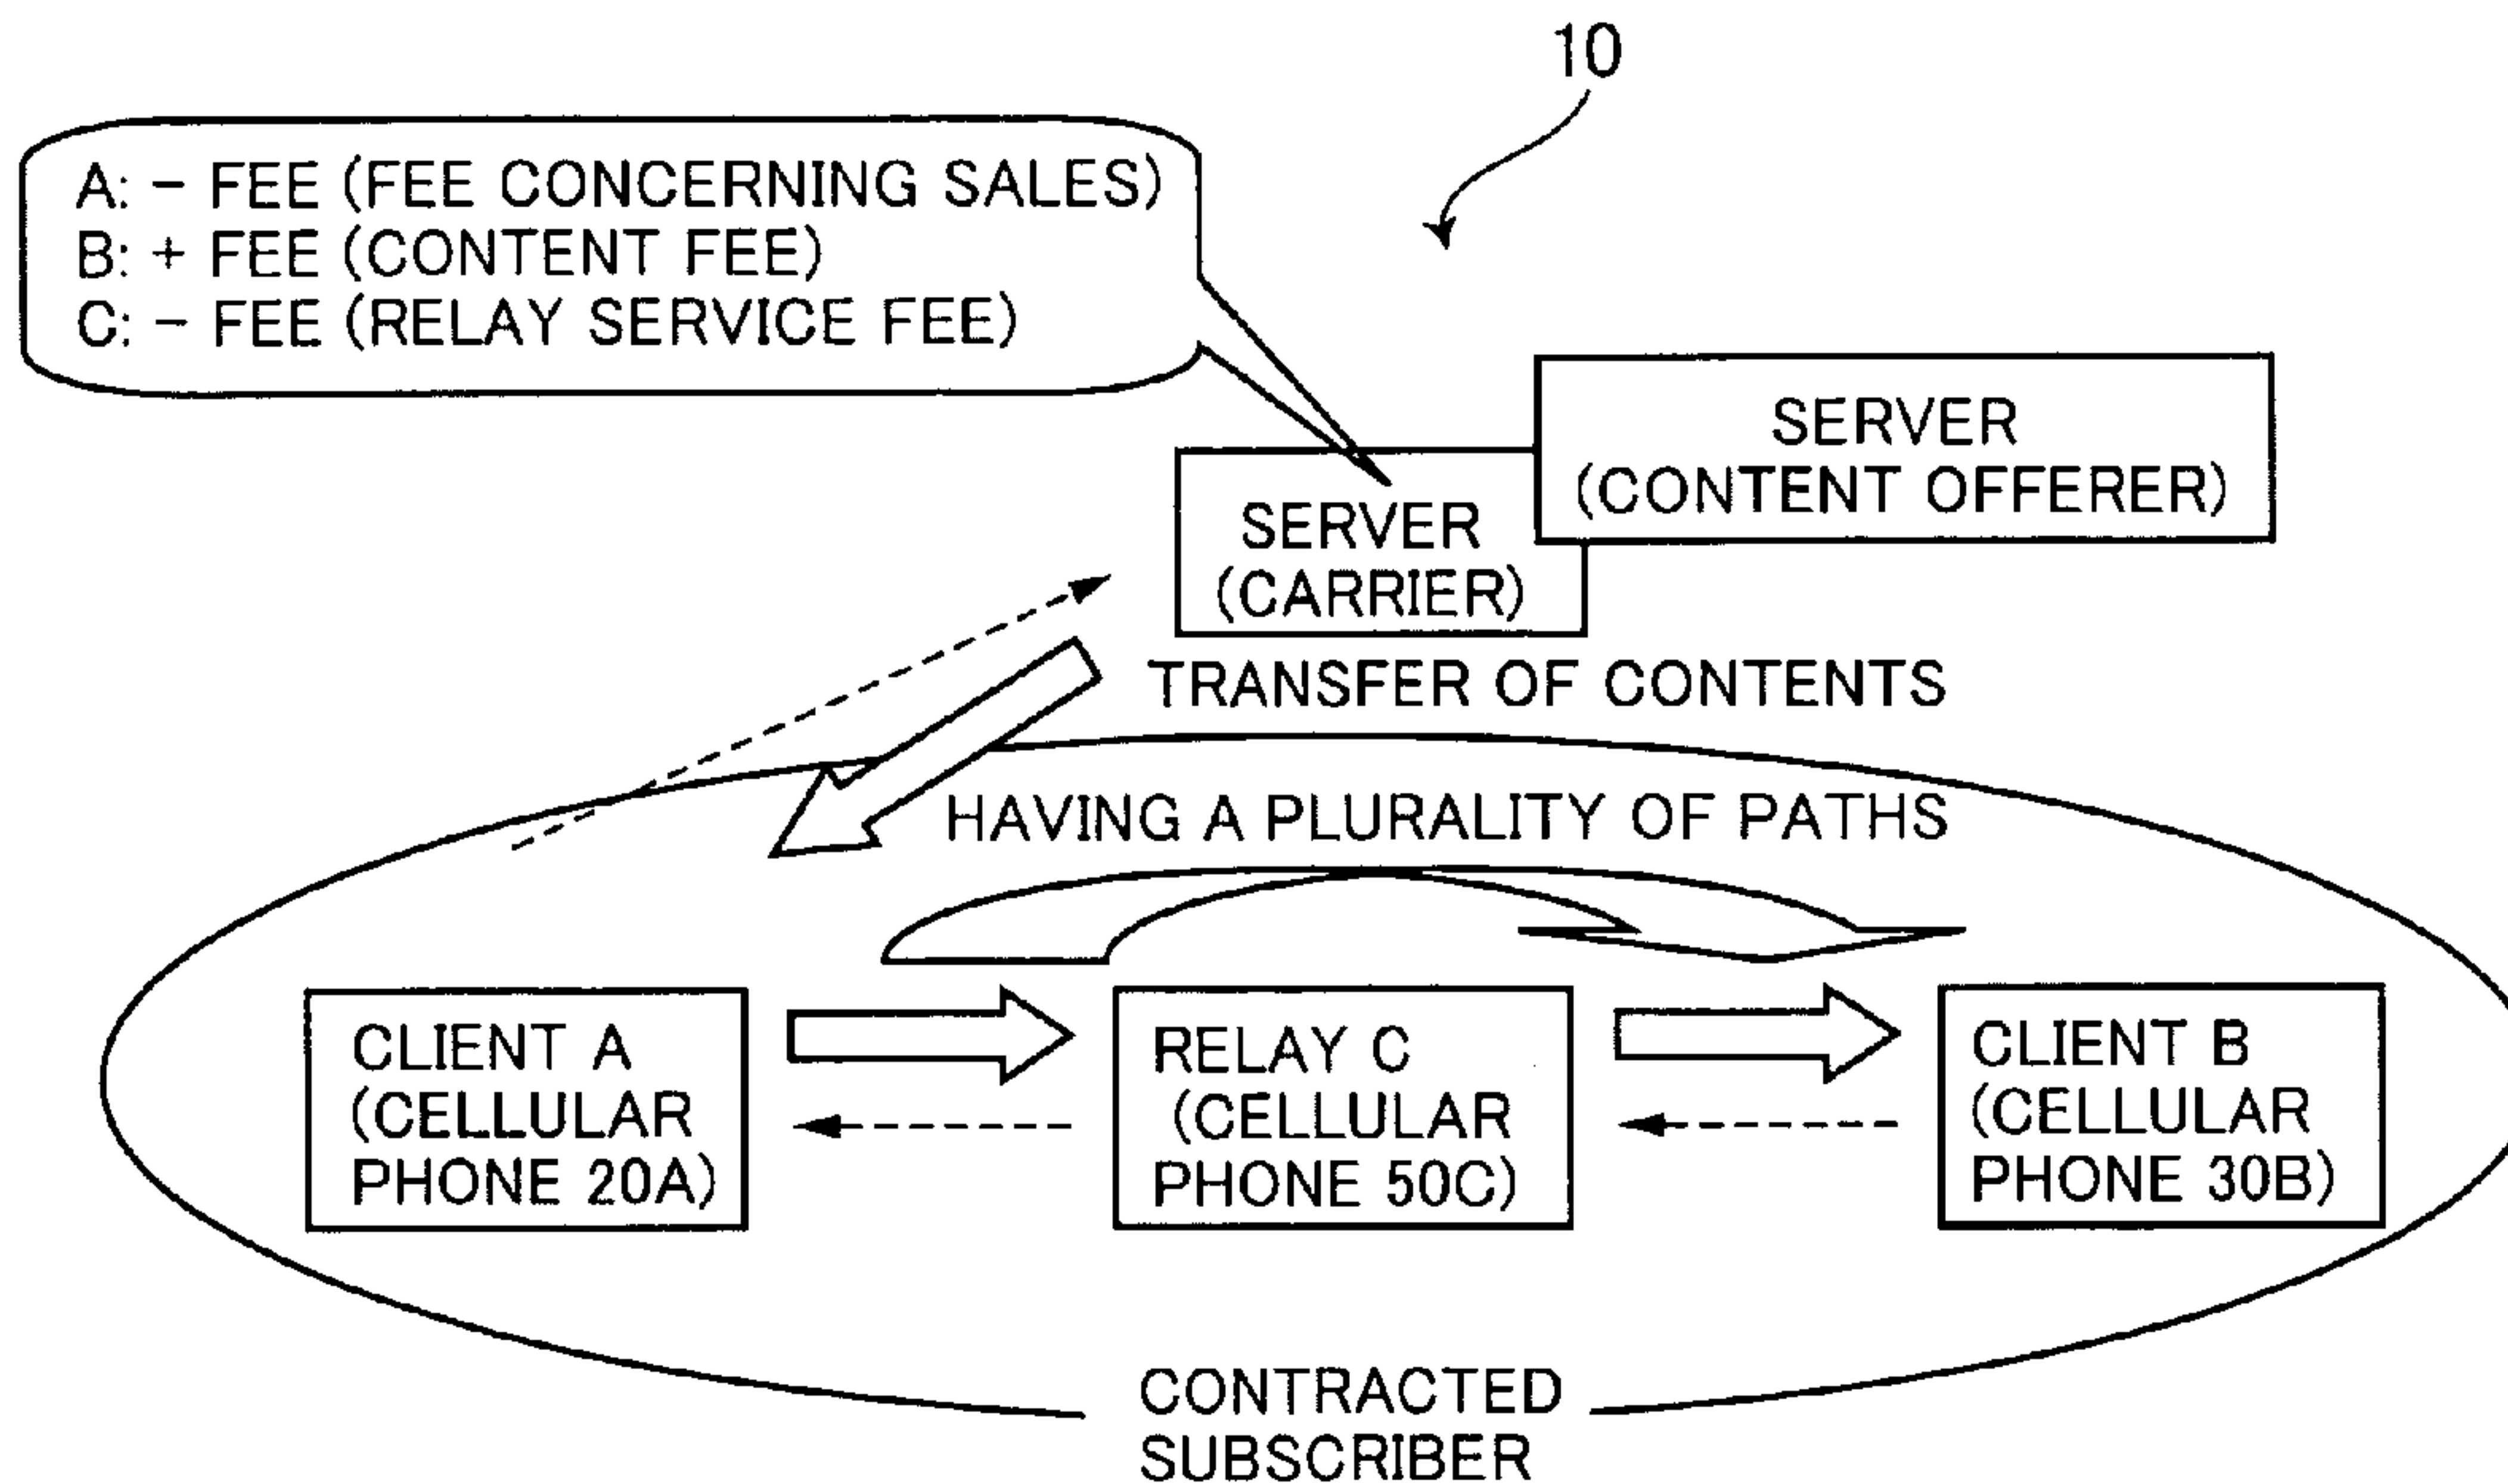 10
A: - FEE (FEE CONCERNING SALES)
B: + FEE (CONTENT FEE)
C: - FEE (RELAY SERVICE FEE)
SERVER
(CONTENT OFFERER)
SERVER
(CARRIER)
TRANSFER OF CONTENTS
HAVING A PLURALITY OF PATHS
CLIENT A
(CELLULAR
PHONE 20A)
RELAY C
(CELLULAR
PHONE 50C)
CLIENT B
(CELLULAR
PHONE 30B)
CONTRACTED
SUBSCRIBER